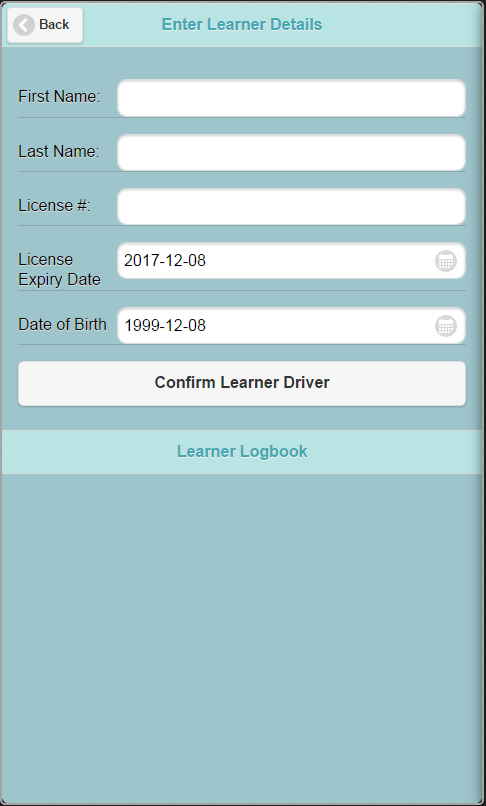 Back
Enter Learner Details
First Name:
Last Name:
License #:
License
Expiry Date
2017-12-08
Date of Birth
1999-12-08
Confirm Learner Driver
Learner Logbook